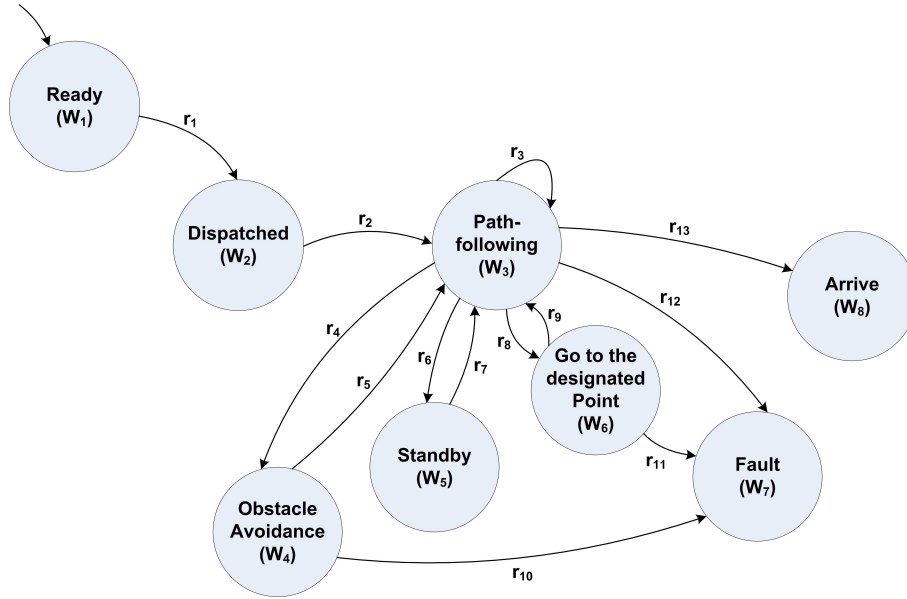 Ready
(W₁)
r₁
Dispatched
(W₂)
r₂
r₃
Path-
following
(W₃)
r₁₃
Arrive
(W₈)
r₁₂
r₄
r₅
r₆
r₇
r₈
r₉
Go to the
designated
Point
(W₆)
r₁₁
Standby
(W₅)
Fault
(W₇)
Obstacle
Avoidance
(W₄)
r₁₀